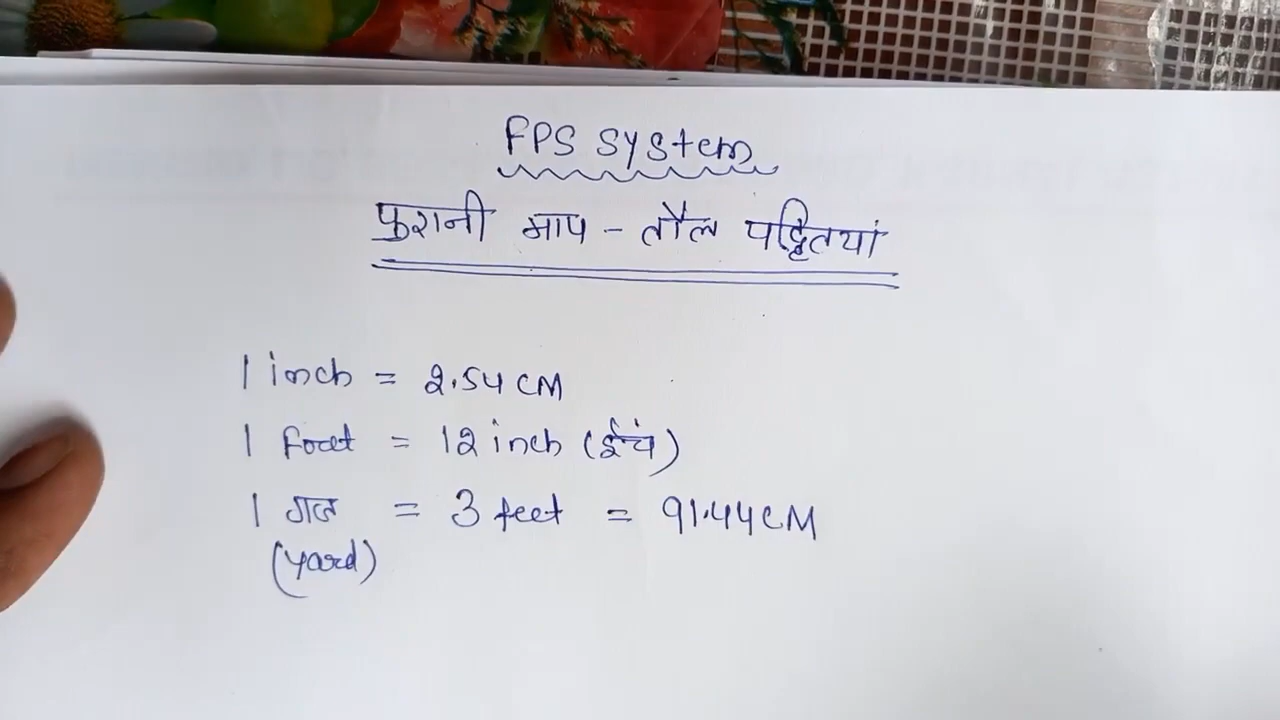 FPS System
पुरानी माप - तौल पद्धितयां
1 inch = 2.54 CM
1 foot = 12 inch (ईंच)
1 गज = 3 feet = 91.44 CM
(yard)